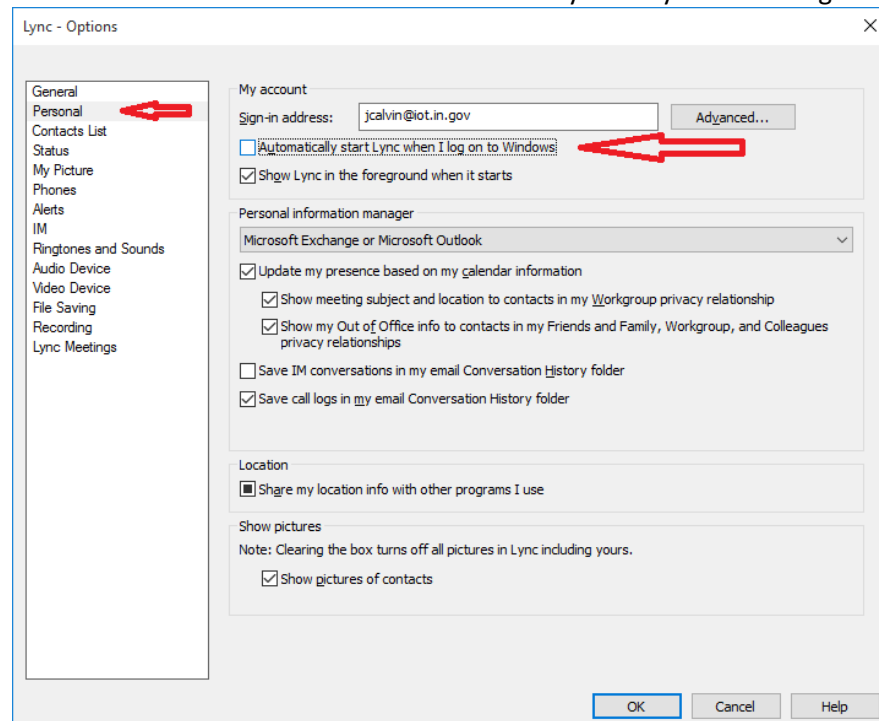 Lync - Options
General
Personal
Contacts List
Status
My Picture
Phones
Alerts
IM
Ringtones and Sounds
Audio Device
Video Device
File Saving
Recording
Lync Meetings
My account
Sign-in address: jcalvin@iot.in.gov Advanced...
Automatically start Lync when I log on to Windows
Show Lync in the foreground when it starts
Personal information manager
Microsoft Exchange or Microsoft Outlook
Update my presence based on my calendar information
Show meeting subject and location to contacts in my Workgroup privacy relationship
Show my Out of Office info to contacts in my Friends and Family, Workgroup, and Colleagues
privacy relationships
Save IM conversations in my email Conversation History folder
Save call logs in my email Conversation History folder
Location
Share my location info with other programs I use
Show pictures
Note: Clearing the box turns off all pictures in Lync including yours.
Show pictures of contacts
OK Cancel Help